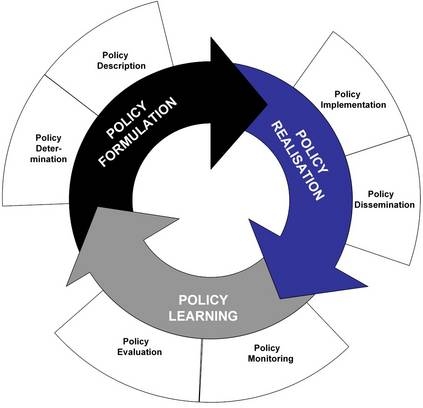 Policy
Description
Policy
Deter-
mination
POLICY
FORMULATION
POLICY
REALISATION
Policy
Implementation
Policy
Dissemination
POLICY
LEARNING
Policy
Evaluation
Policy
Monitoring